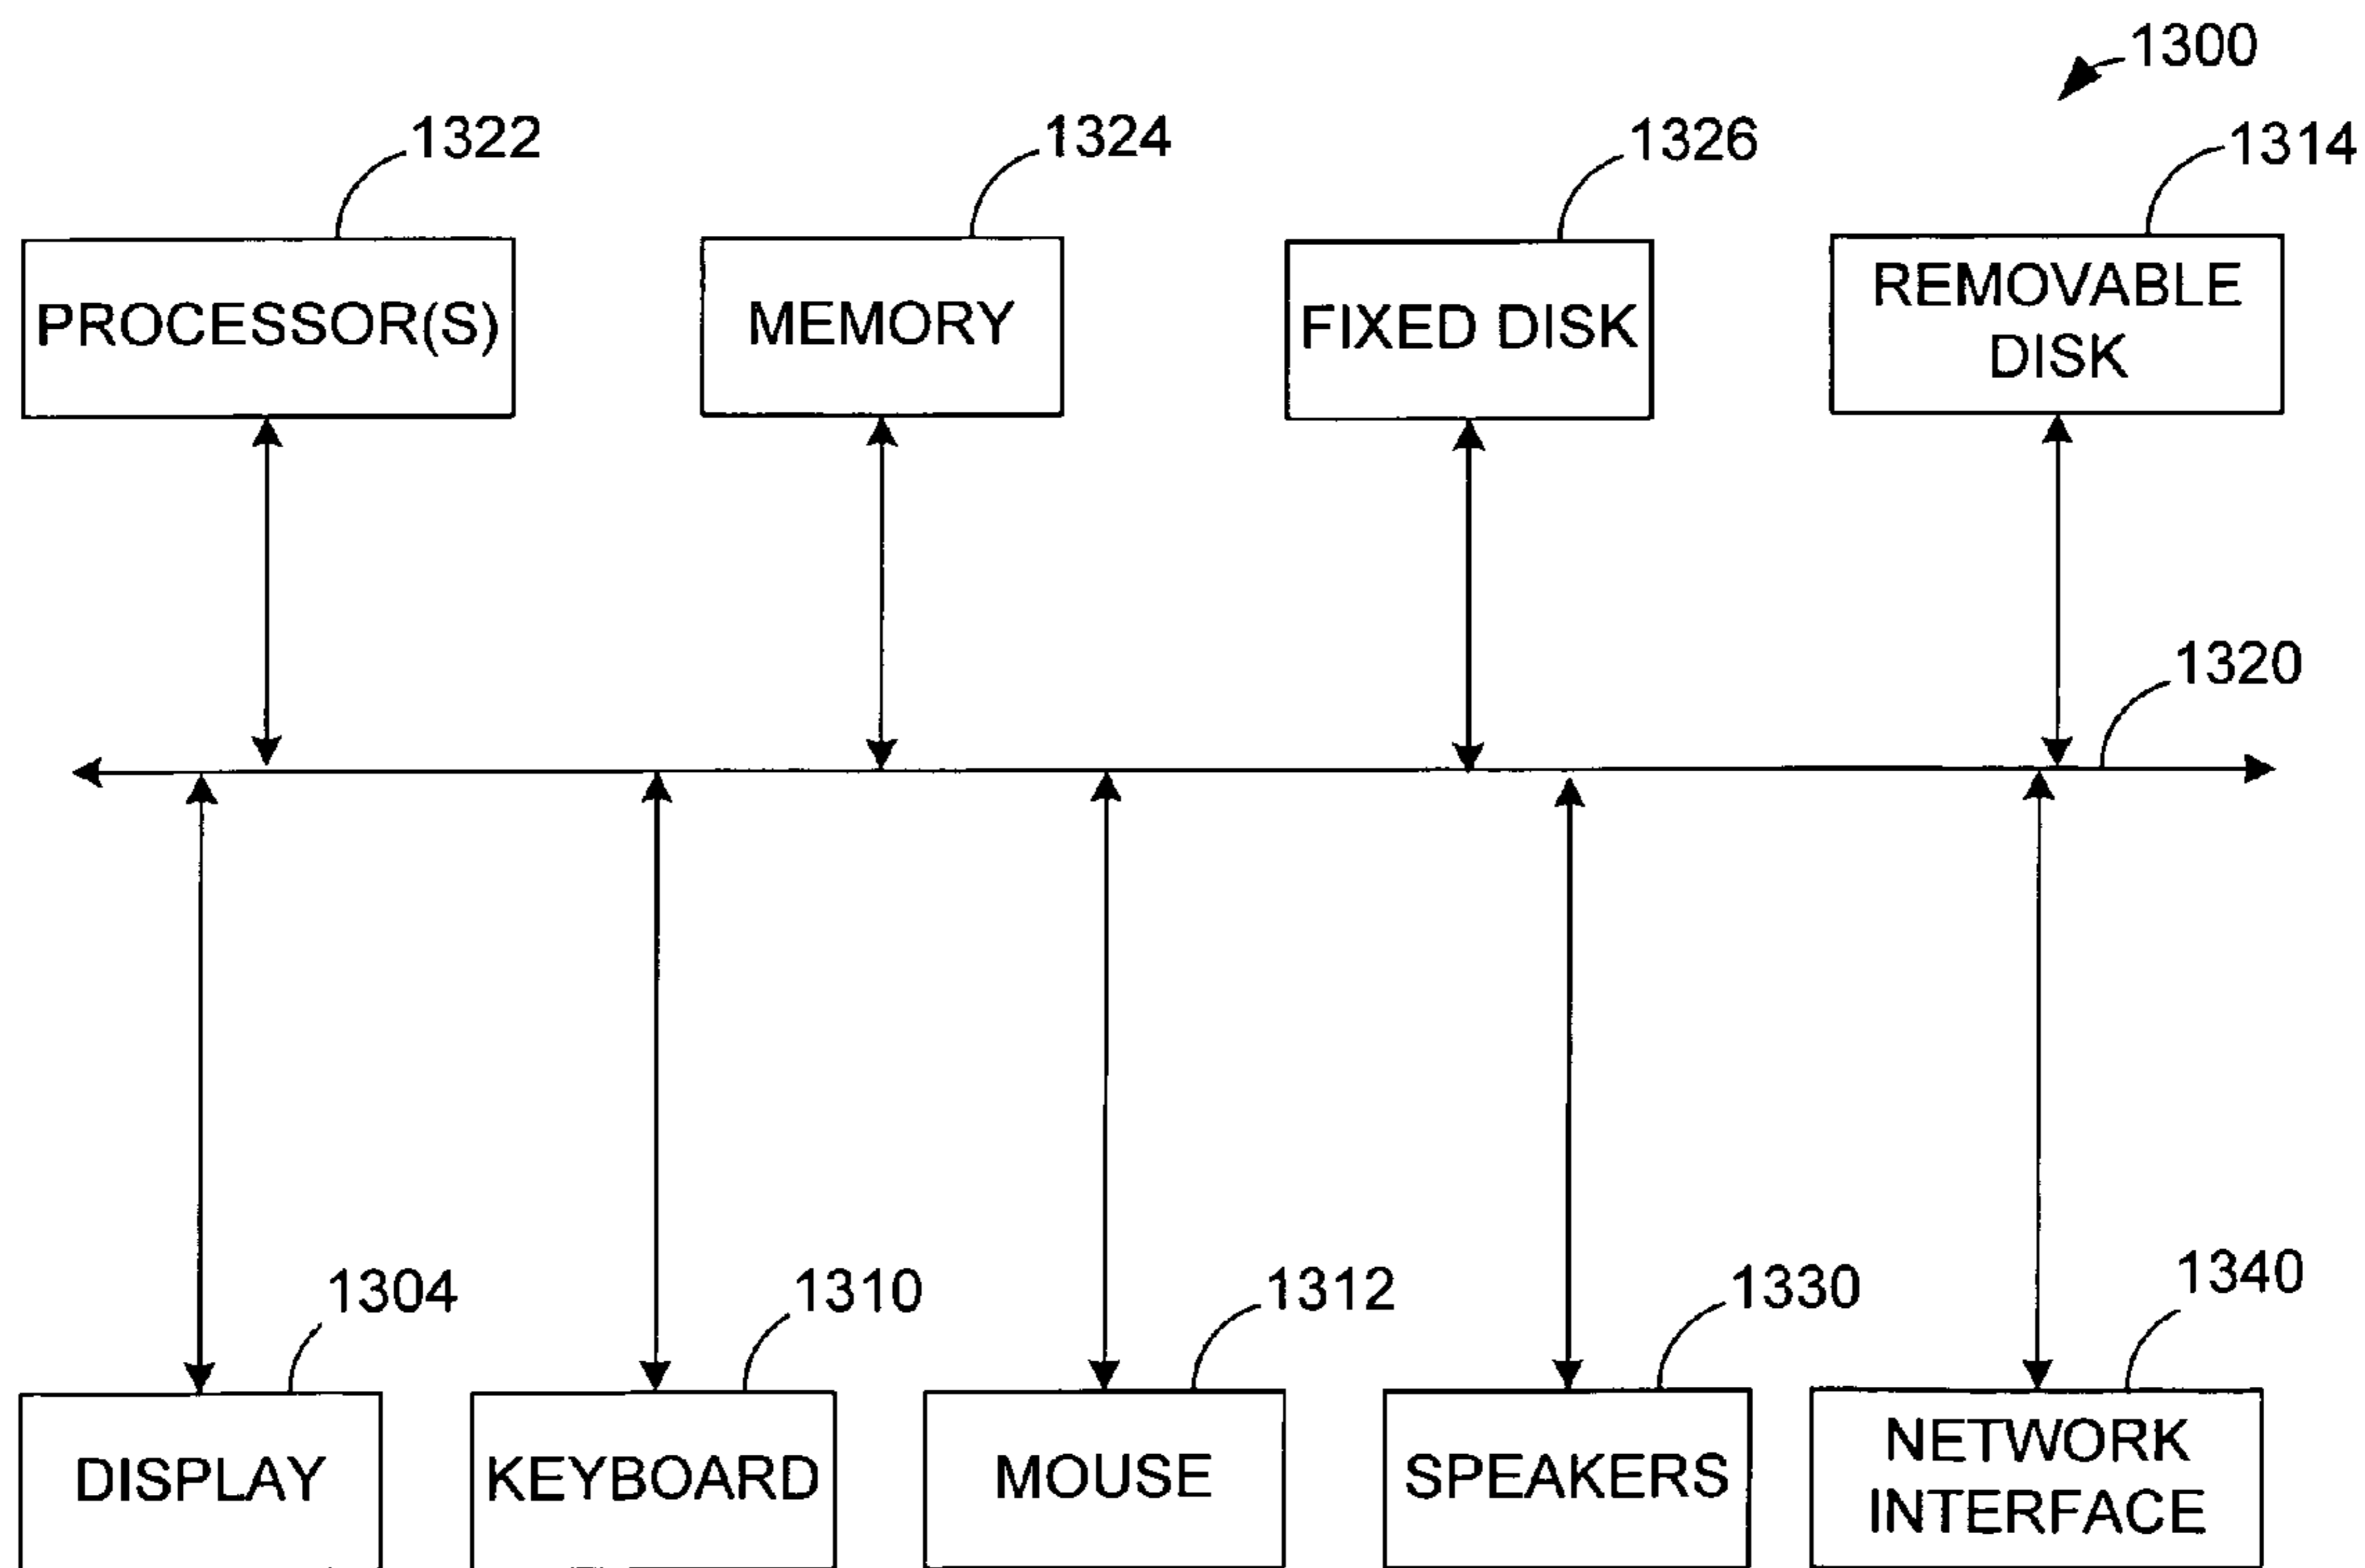 1300
1322
1324
1326
1314
PROCESSOR(S)
MEMORY
FIXED DISK
REMOVABLE
DISK
1320
1304
1310
1312
1330
1340
DISPLAY
KEYBOARD
MOUSE
SPEAKERS
NETWORK
INTERFACE